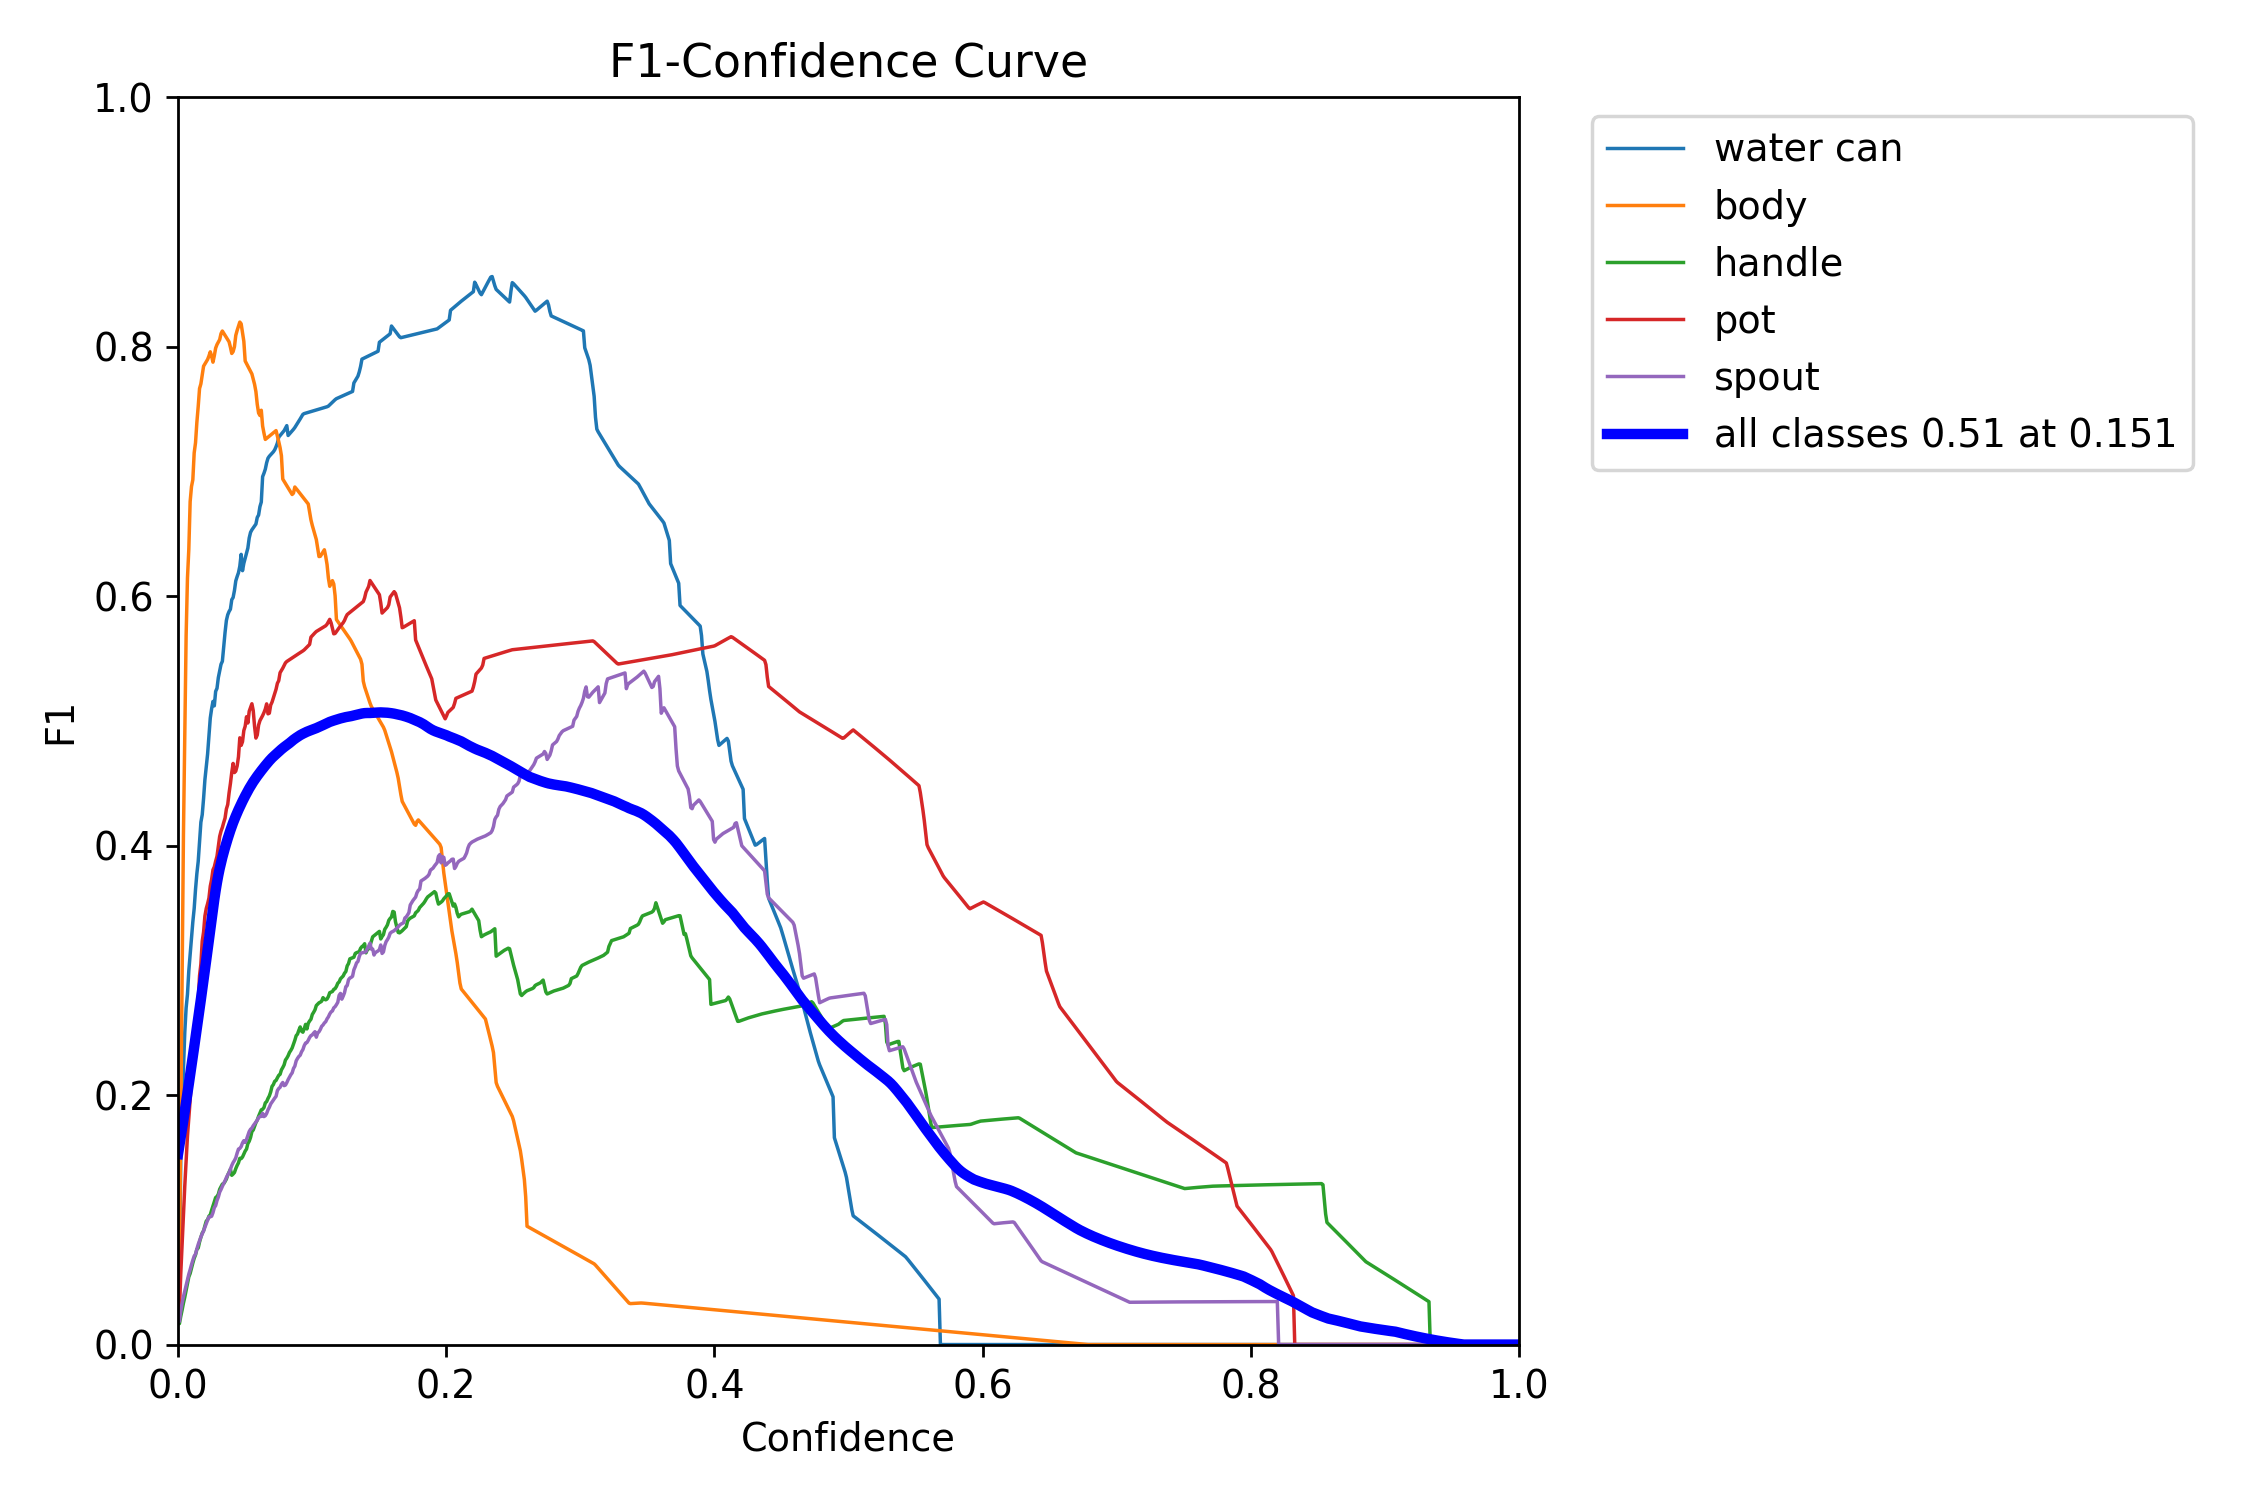 F1-Confidence Curve
1.0
0.8
0.6
0.4
0.2
0.0
F1
0.0 0.2 0.4 0.6 0.8 1.0
Confidence
water can
body
handle
pot
spout
all classes 0.51 at 0.151